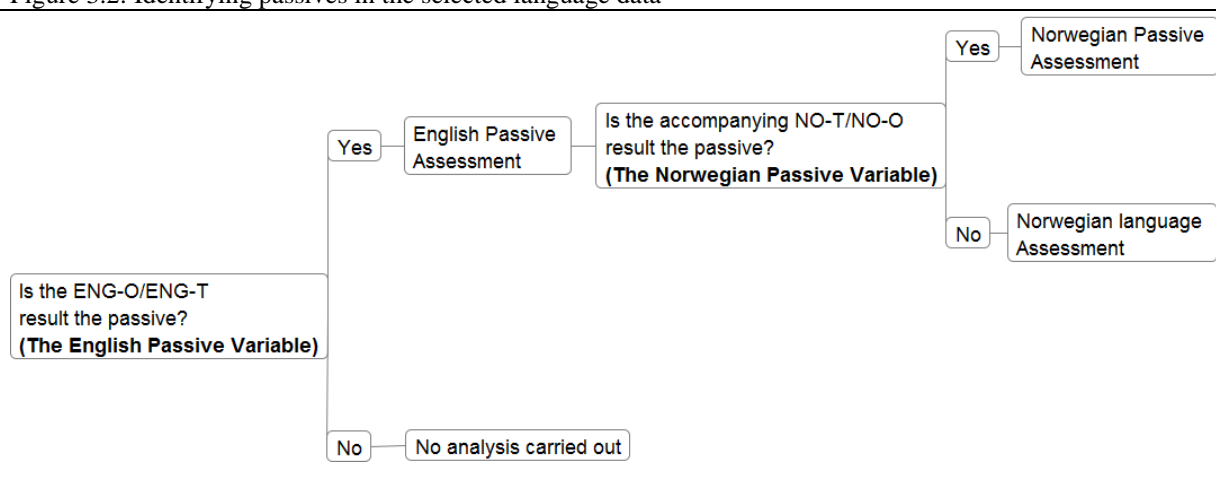 Figure 3.2: Identifying passives in the selected language data
Yes
Norwegian Passive
Assessment
Is the accompanying NO-T/NO-O
result the passive?
(The Norwegian Passive Variable)
Yes
English Passive
Assessment
No
Norwegian language
Assessment
Is the ENG-O/ENG-T
result the passive?
(The English Passive Variable)
No
No analysis carried out